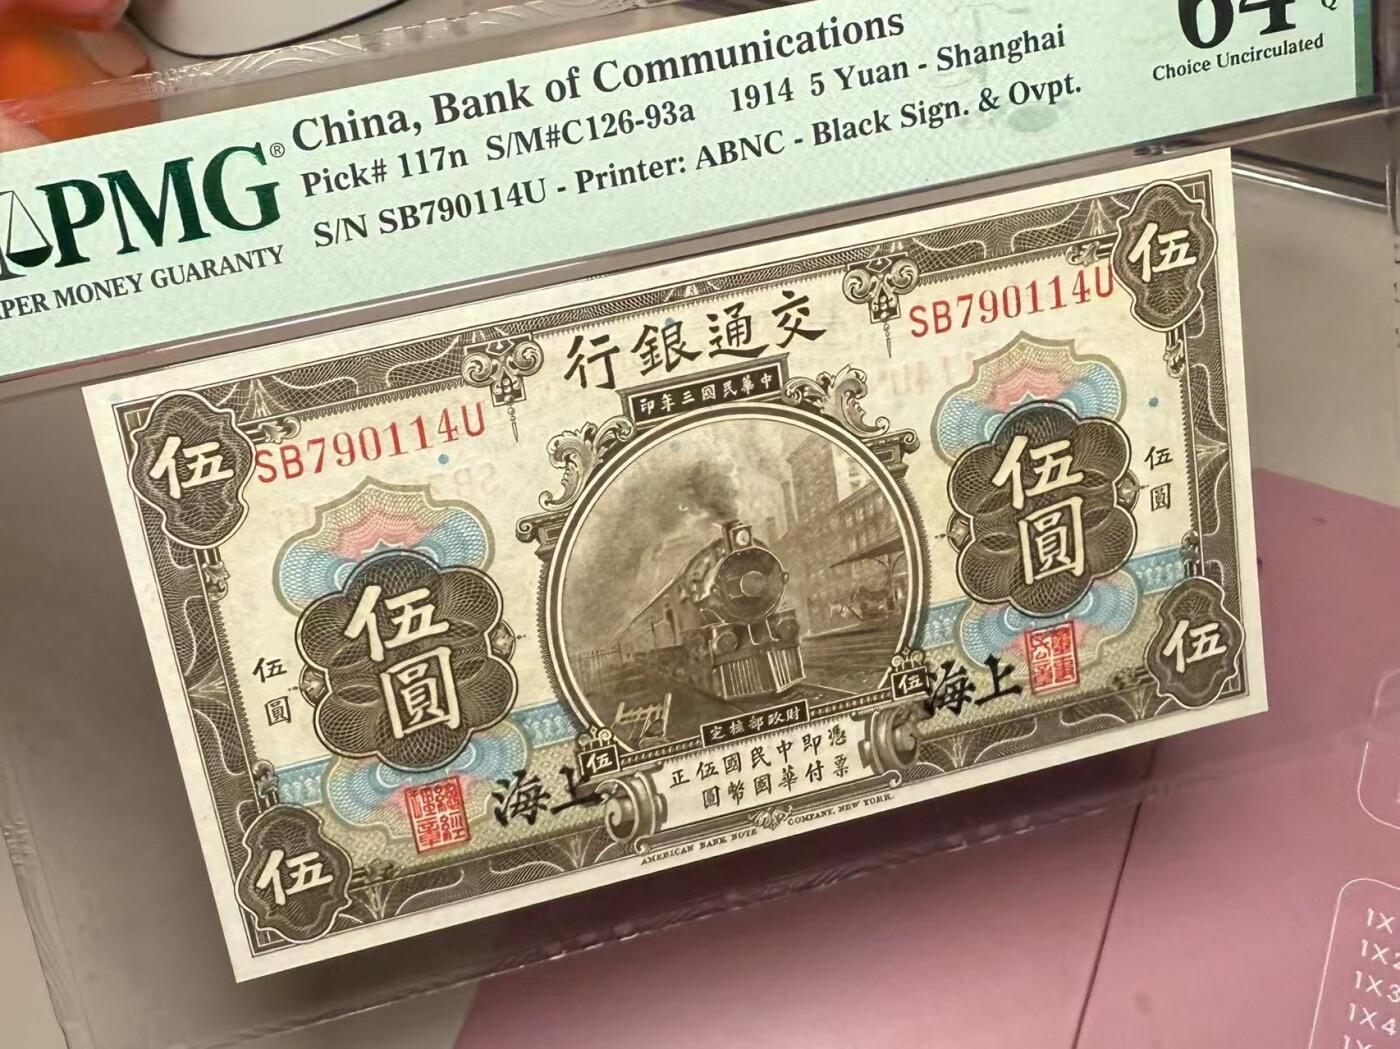 China, Bank of Communications
Pick# 117n S/M#C126-93a 1914 5 Yuan - Shanghai
S/N SB790114U - Printer: ABNC - Black Sign. & Ovpt.
PMG®
PAPER MONEY GUARANTY
64
Choice Uncirculated
伍
伍
行銀通交
SB790114U
SB790114U
印年三國民華中
伍圓
伍圓
伍圓
伍圓
伍
伍
定核部政財
海上
海上
憑票即付中華民國國幣伍圓正
伍
伍
AMERICAN BANK NOTE COMPANY, NEW YORK.
1X
1X2
1X3
1X4